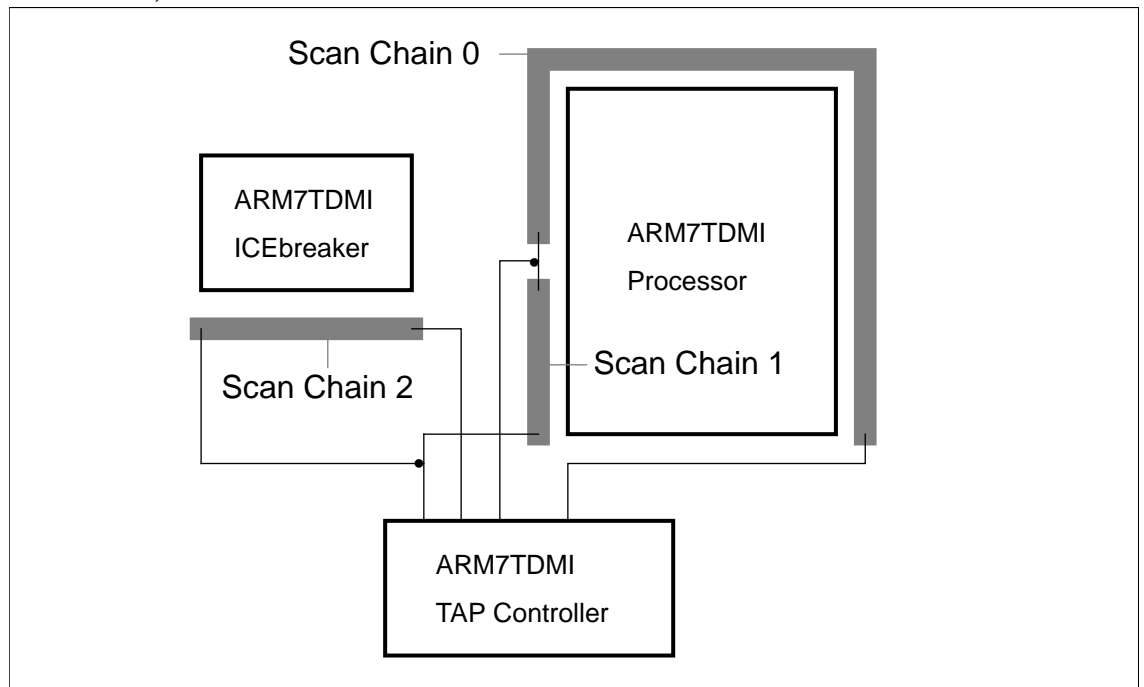 Scan Chain 0
ARM7TDMI
ICEbreaker
ARM7TDMI
Processor
Scan Chain 1
Scan Chain 2
ARM7TDMI
TAP Controller